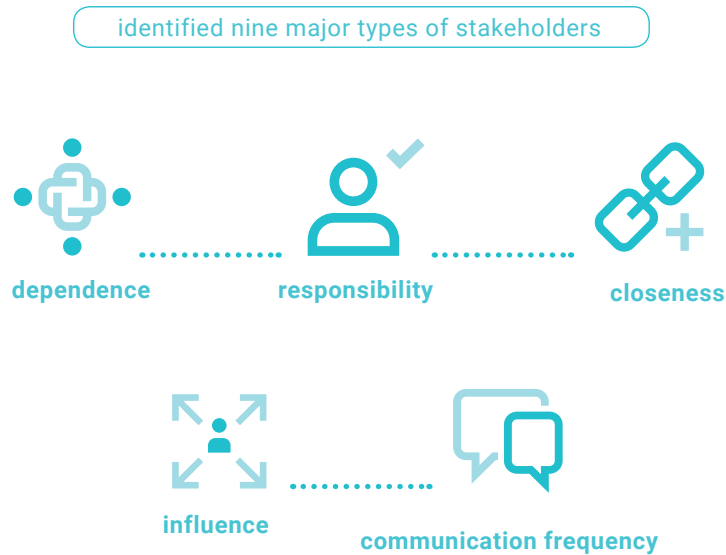 identified nine major types of stakeholders
dependence
responsibility
closeness
influence
communication frequency